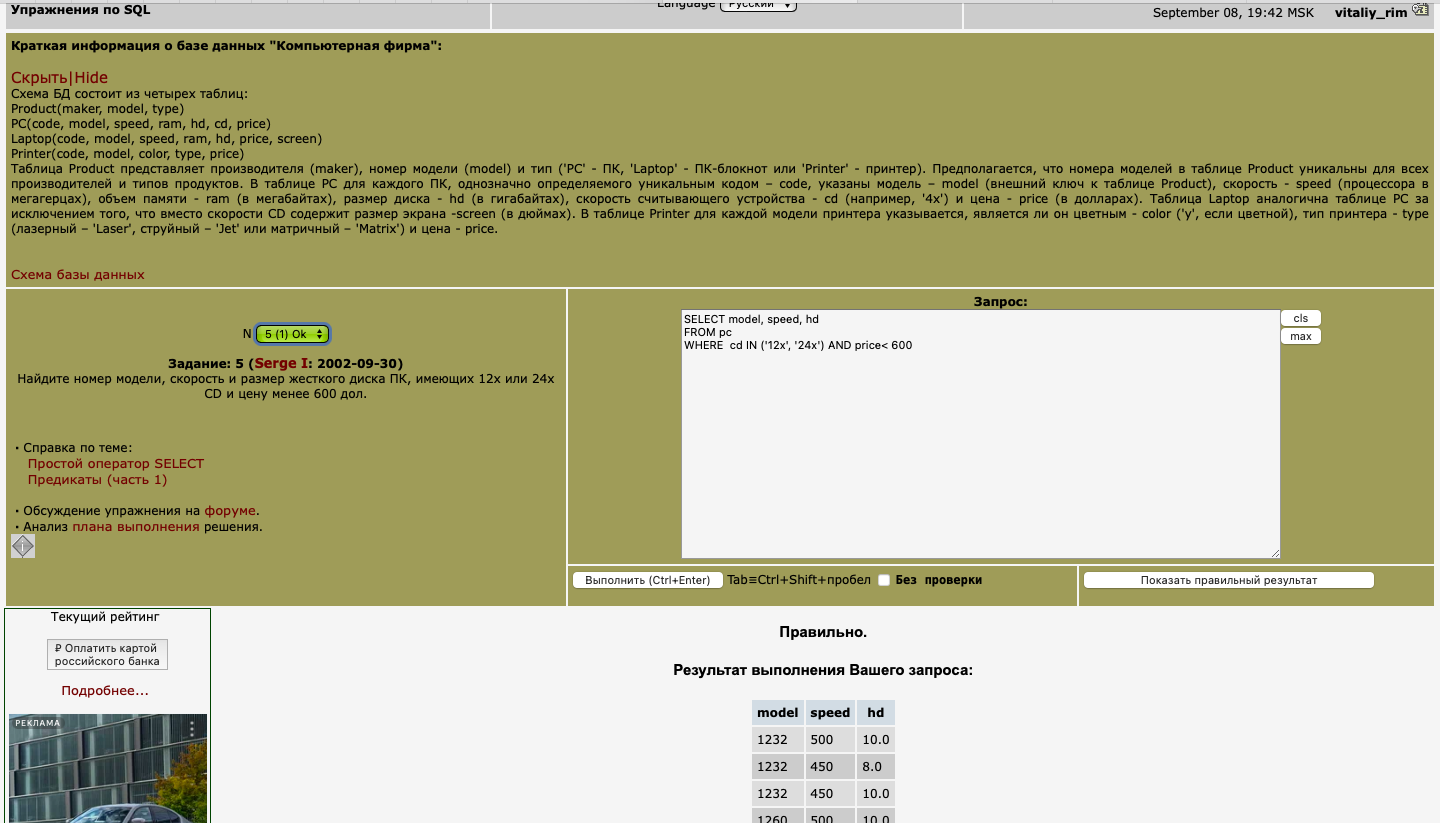 Упражнения по SQL
Language Русский
September 08, 19:42 MSK vitaliy_rim
Краткая информация о базе данных "Компьютерная фирма":
Скрыть|Hide
Схема БД состоит из четырех таблиц:
Product(maker, model, type)
PC(code, model, speed, ram, hd, cd, price)
Laptop(code, model, speed, ram, hd, price, screen)
Printer(code, model, color, type, price)
Таблица Product представляет производителя (maker), номер модели (model) и тип ('PC' - ПК, 'Laptop' - ПК-блокнот или 'Printer' - принтер). Предполагается, что номера моделей в таблице Product уникальны для всех
производителей и типов продуктов. В таблице PC для каждого ПК, однозначно определяемого уникальным кодом – code, указаны модель – model (внешний ключ к таблице Product), скорость - speed (процессора в
мегагерцах), объем памяти - ram (в мегабайтах), размер диска - hd (в гигабайтах), скорость считывающего устройства - cd (например, '4x') и цена - price (в долларах). Таблица Laptop аналогична таблице РС за
исключением того, что вместо скорости CD содержит размер экрана -screen (в дюймах). В таблице Printer для каждой модели принтера указывается, является ли он цветным - color ('y', если цветной), тип принтера - type
(лазерный – 'Laser', струйный – 'Jet' или матричный – 'Matrix') и цена - price.
Схема базы данных
N 5 (1) Ok
Задание: 5 (Serge I: 2002-09-30)
Найдите номер модели, скорость и размер жесткого диска ПК, имеющих 12x или 24x
CD и цену менее 600 дол.
· Справка по теме:
Простой оператор SELECT
Предикаты (часть 1)
· Обсуждение упражнения на форуме.
· Анализ плана выполнения решения.
Запрос:
SELECT model, speed, hd
FROM pc
WHERE  cd IN ('12x', '24x') AND price< 600
cls
max
Выполнить (Ctrl+Enter) Tab≡Ctrl+Shift+пробел Без проверки
Показать правильный результат
Текущий рейтинг
₽ Оплатить картой
российского банка
Подробнее...
РЕКЛАМА
Правильно.
Результат выполнения Вашего запроса:
model speed hd
1232 500 10.0
1232 450 8.0
1232 450 10.0
1260 500 10.0